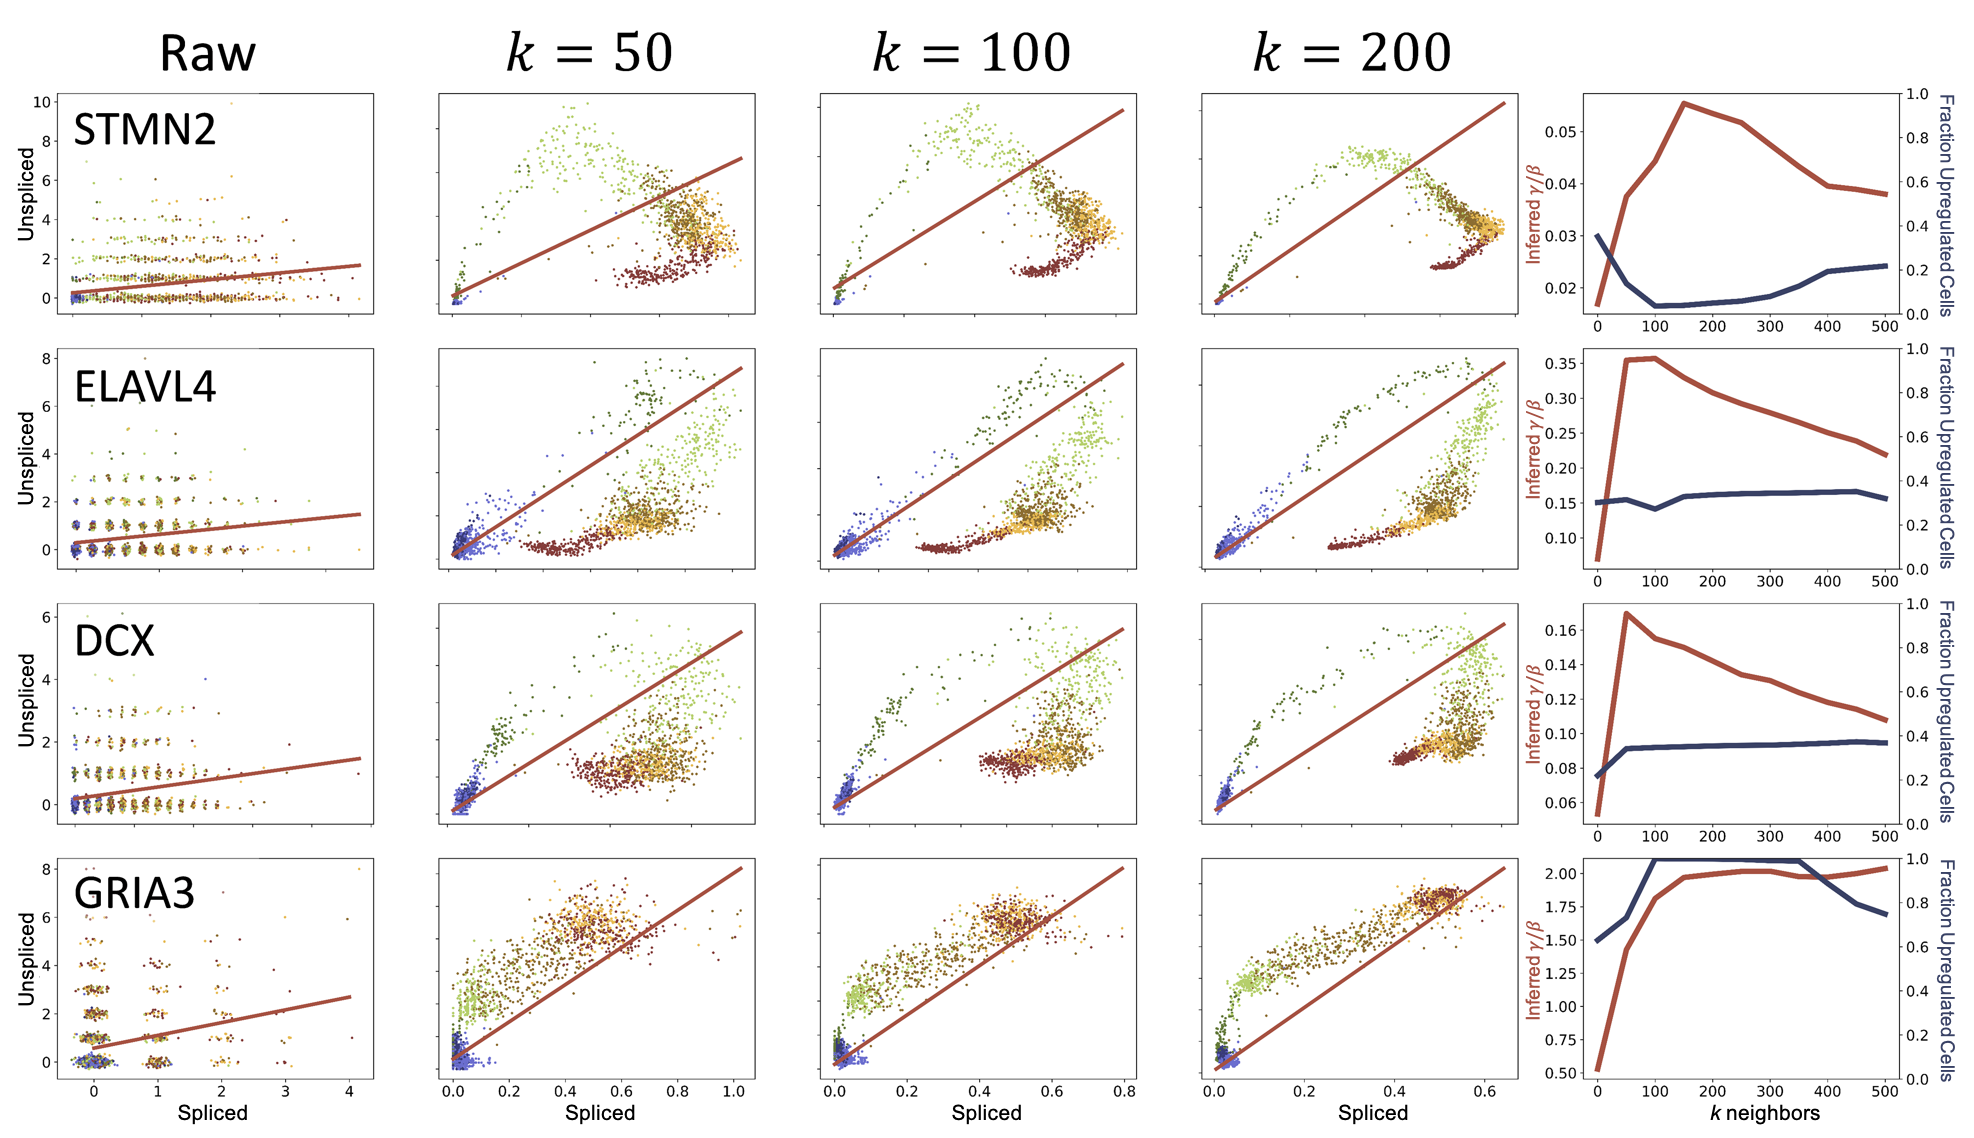 Raw
k = 50
k = 100
k = 200
STMN2
Unspliced
10
8
6
4
2
0
Inferred γ/β
0.05
0.04
0.03
0.02
0 100 200 300 400 500
1.0
0.8
0.6
0.4
0.2
0.0
Fraction Upregulated Cells
ELAVL4
Unspliced
8
6
4
2
0
Inferred γ/β
0.35
0.30
0.25
0.20
0.15
0.10
0 100 200 300 400 500
1.0
0.8
0.6
0.4
0.2
0.0
Fraction Upregulated Cells
DCX
Unspliced
6
4
2
0
Inferred γ/β
0.16
0.14
0.12
0.10
0.08
0.06
0 100 200 300 400 500
1.0
0.8
0.6
0.4
0.2
0.0
Fraction Upregulated Cells
GRIA3
Unspliced
8
6
4
2
0
0 1 2 3 4
Spliced
0.0 0.2 0.4 0.6 0.8 1.0
Spliced
0.0 0.2 0.4 0.6 0.8
Spliced
0.0 0.2 0.4 0.6
Spliced
Inferred γ/β
2.00
1.75
1.50
1.25
1.00
0.75
0.50
0 100 200 300 400 500
k neighbors
1.0
0.8
0.6
0.4
0.2
0.0
Fraction Upregulated Cells